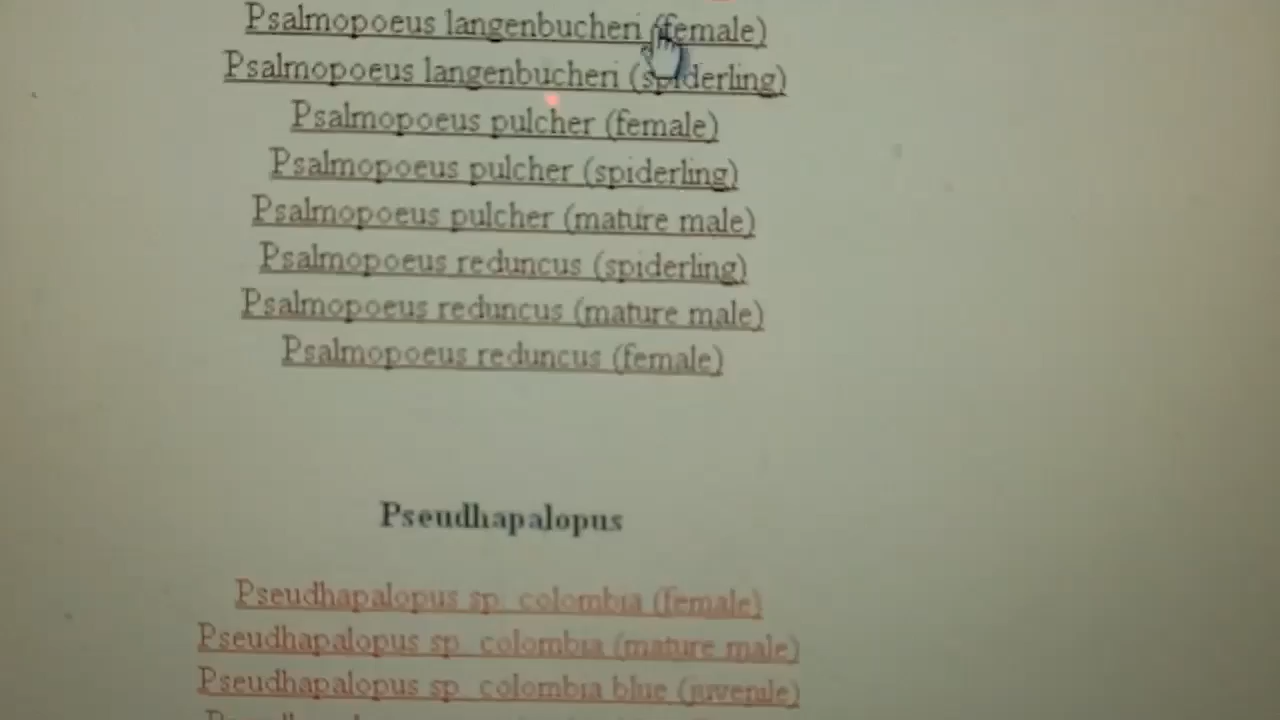 Psalmopoeus langenbucheri (female)
Psalmopoeus langenbucheri (spiderling)
Psalmopoeus pulcher (female)
Psalmopoeus pulcher (spiderling)
Psalmopoeus pulcher (mature male)
Psalmopoeus reduncus (spiderling)
Psalmopoeus reduncus (mature male)
Psalmopoeus reduncus (female)
Pseudhapalopus
Pseudhapalopus sp. colombia (female)
Pseudhapalopus sp. colombia (mature male)
Pseudhapalopus sp. colombia blue (juvenile)